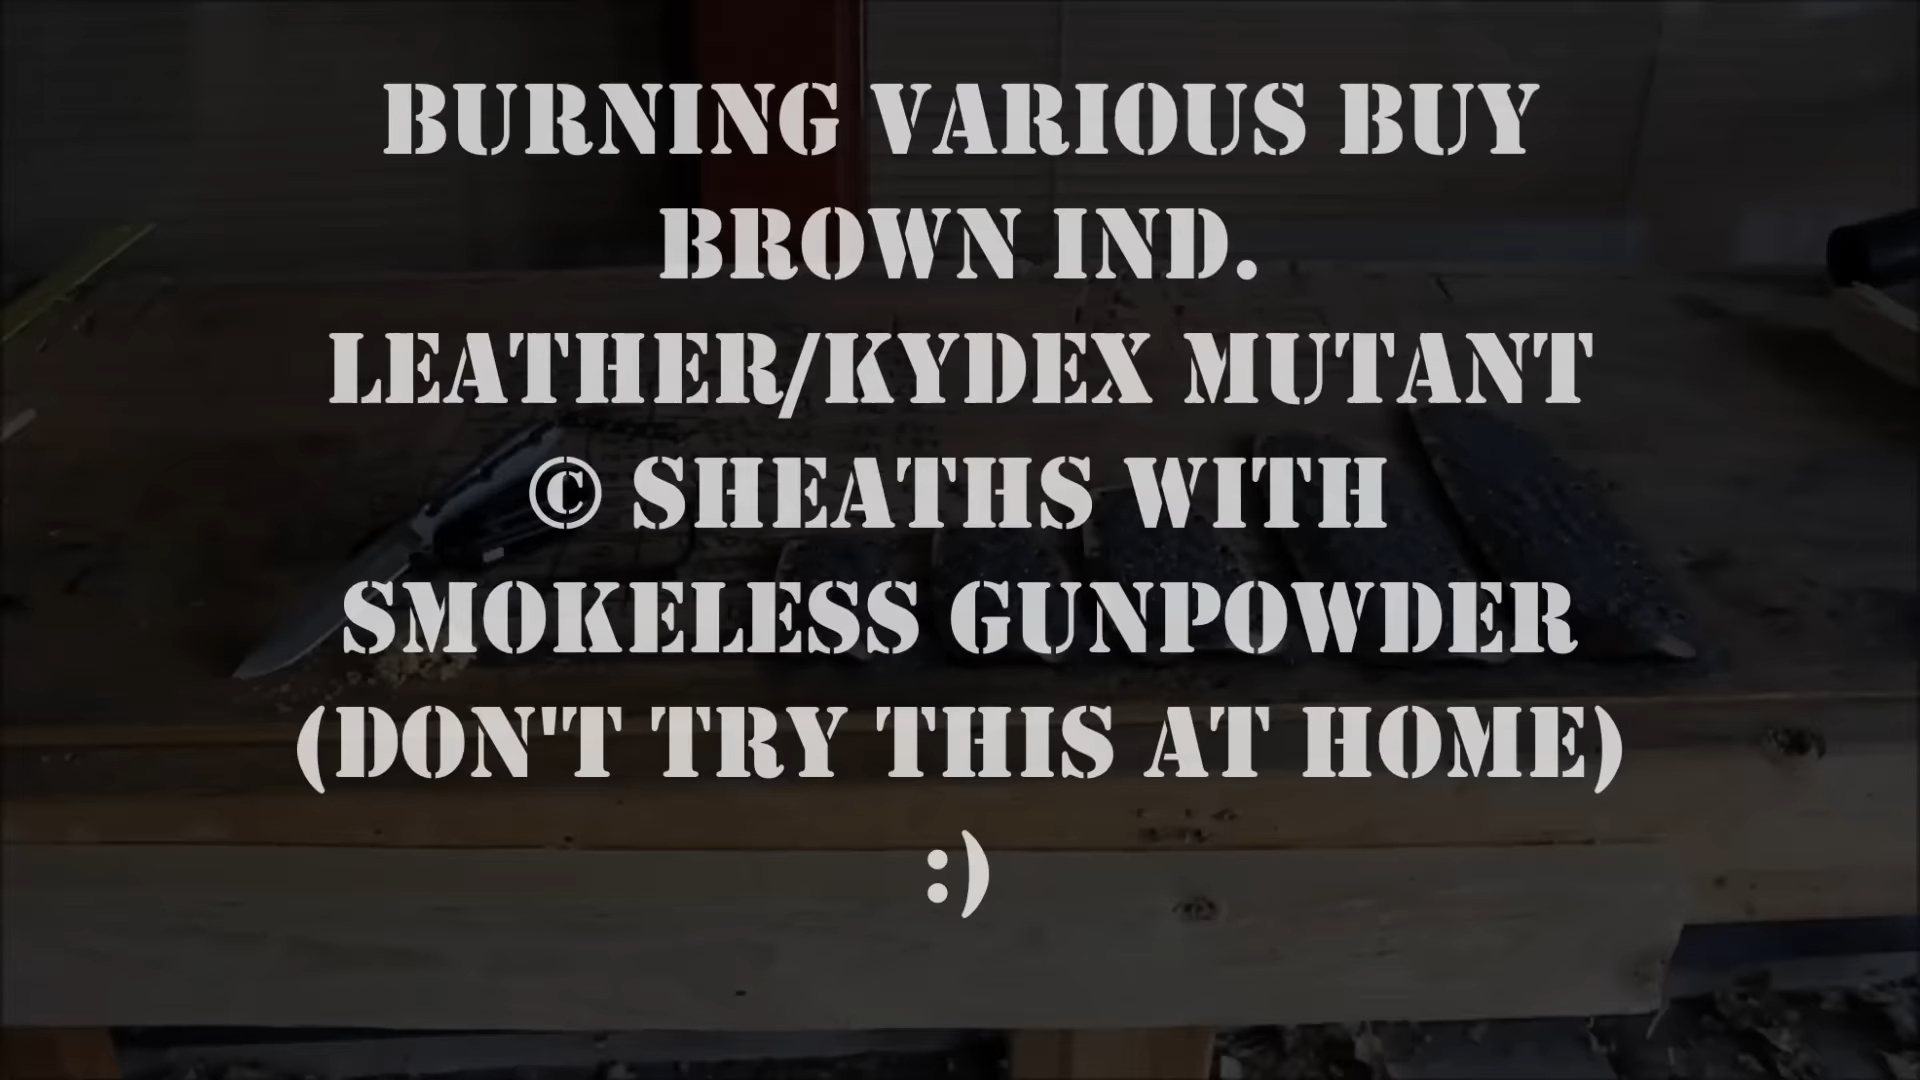 BURNING VARIOUS BUY
BROWN IND.
LEATHER/KYDEX MUTANT
© SHEATHS WITH
SMOKELESS GUNPOWDER
(DON'T TRY THIS AT HOME)
:)